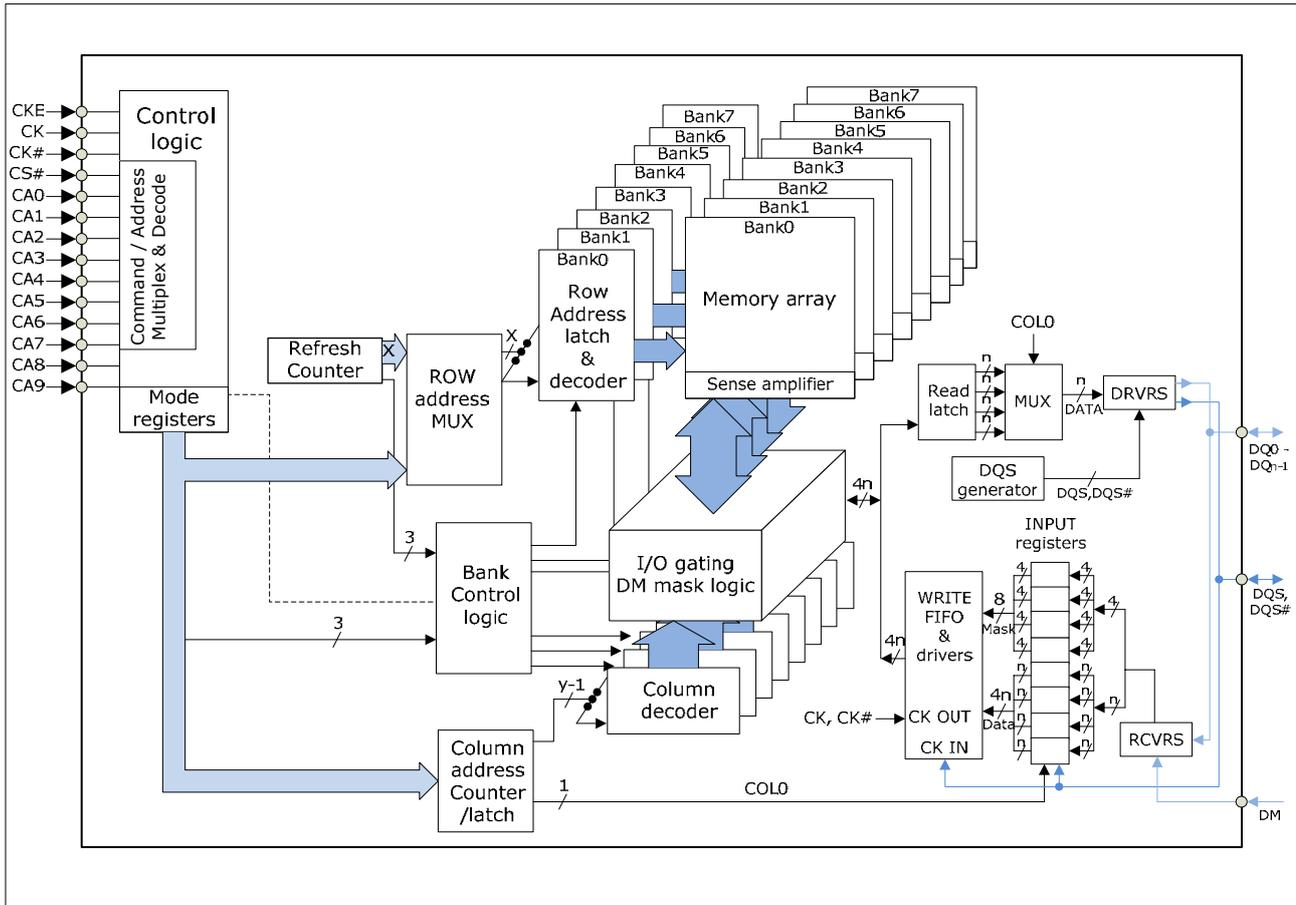 CKE
CK
CK#
CS#
CA0
CA1
CA2
CA3
CA4
CA5
CA6
CA7
CA8
CA9
Control
logic
Command / Address
Multiplex & Decode
Mode
registers
Refresh
Counter
X
ROW
address
MUX
X
3
3
Bank7
Bank6
Bank5
Bank4
Bank3
Bank2
Bank1
Bank0
Row
Address
latch
&
decoder
Bank7
Bank6
Bank5
Bank4
Bank3
Bank2
Bank1
Bank0
Memory array
Sense amplifier
Bank
Control
logic
I/O gating
DM mask logic
Column
decoder
y-1
Column
address
Counter
/latch
1
COL0
4n
4n
COL0
Read
latch
n
n
n
n
MUX
n
DATA
DRVRS
DQS
generator
DQS,DQS#
DQ0 -
DQn-1
INPUT
registers
WRITE
FIFO
&
drivers
CK OUT
CK IN
CK, CK#
8
Mask
4n
Data
4
4
4
4
n
n
n
n
4
4
4
4
n
n
n
n
4
n
RCVRS
DQS,
DQS#
DM